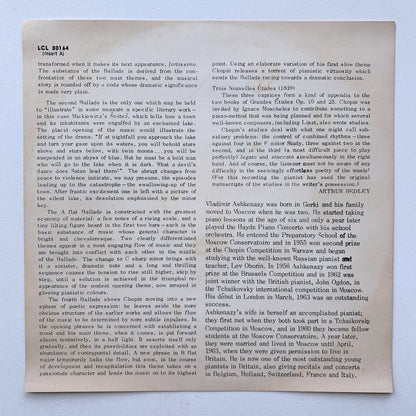 LCL 80164
(Insert A)
transformed when it makes its next appearance, fortissimo.
The substance of the Ballade is derived from the con-
frontation of these two main themes, and the musical
story is rounded off by a coda whose dramatic significance
is made very plain.
The second Ballade is the only one which may be held
to "illustrate" in some measure a specific literary work—
in this case Mickiewicz's Switeź, which tells how a town
and its inhabitants were engulfed by an enchanted lake.
The placid opening of the music would illustrate the
setting of the drama: "If at nightfall you approach the lake
and turn your gaze upon its waters, you will behold stars
above and stars below, with twin moons . . you will be
suspended in an abyss of blue. But he must be a bold man
who will go to the lake when it is dark. What a devil's
dance does Satan lead there". The abrupt changes from
peace to violence indicate, we may presume, the episodes
leading up to the catastrophe—the swallowing-up of the
town. After frantic excitement one is left with a picture of
the silent lake, its desolation emphasised by the minor
key.
The A flat Ballade is constructed with the greatest
economy of material: a few notes of a rising scale, and a
tiny lilting figure heard in the first two bars—such is the
basic substance of music whose general character is
bright and chevaleresque. Two clearly differentiated
themes appear in a most engaging flow of music and they
are brought into conflict with each other in the middle
of the Ballade. The change to C sharp minor brings with
it a sinister, dramatic note and a long and thrilling
sequence causes the tension to rise still higher, step by
step, until a solution is achieved in the triumphal re-
appearance of the modest opening theme, now arrayed in
glowing pianistic colours.
The fourth Ballade shows Chopin moving into a new
sphere of poetic expression: he leaves aside the more
obvious structure of the earlier works and allows the flow
of the music to be determined by more subtle impulses. In
the opening phrases he is concerned with establishing a
mood and his main theme, when it comes, is put forward
almost tentatively, in a half light. It asserts itself only
gradually, and then its possibilities are exploited with an
abundance of contrapuntal detail. A new phrase in B flat
major temporarily halts the flow, but soon, in the course
of development and recapitulation this theme takes on a
passionate character and leads the music on to its highest
point. Using an elaborate variation of his first slow theme
Chopin releases a torrent of pianistic virtuosity which
sends the Ballade racing towards a dramatic conclusion.
Trois Nouvelles Études (1839)
These three caprices form a kind of appendix to the
two books of Grandes Études Op. 10 and 25. Chopin was
invited by Ignace Moscheles to contribute something to a
piano-method that was being planned and for which several
well-known composers, including Liszt, also wrote studies.
Chopin's studies deal with what one might call sub-
sidiary problems: the control of combined rhythms—three
against four in the F minor Study, three against two in the
second, and in the third (a most difficult piece to play
perfectly) legato and staccato simultaneously in the right
hand. And of course, the listener must not be aware of any
difficulty in the seemingly effortless poetry of the music!
(For this recording the pianist has used the original
manuscripts of the studies in the writer's possession.)
ARTHUR HEDLEY
Vladimir Ashkenazy was born in Gorki and his family
moved to Moscow when he was two. He started taking
piano lessons at the age of six and only a year later
played the Haydn Piano Concerto with his school
orchestra. He entered the Preparatory School of the
Moscow Conservatoire and in 1955 won second prize
at the Chopin Competition in Warsaw and began
studying with the well-known Russian pianist and
teacher, Lev Oborin. In 1956 Ashkenazy won first
prize at the Brussels Competition and in 1962 was
joint winner with the British pianist, John Ogdon, in
the Tchaikovsky international competition in Moscow.
His début in London in March, 1963 was an outstanding
success.
Ashkenazy's wife is herself an accomplished pianist;
they first met when they both took part in a Tchaikovsky
Competition in Moscow, and in 1960 they became fellow
students at the Moscow Conservatoire. A year later,
they were married and lived in Moscow until April,
1963, when they were given permission to live in
Britain. He is now one of the most outstanding young
pianists in Britain, also giving recitals and concerts
in Belgium, Holland, Switzerland, France and Italy.